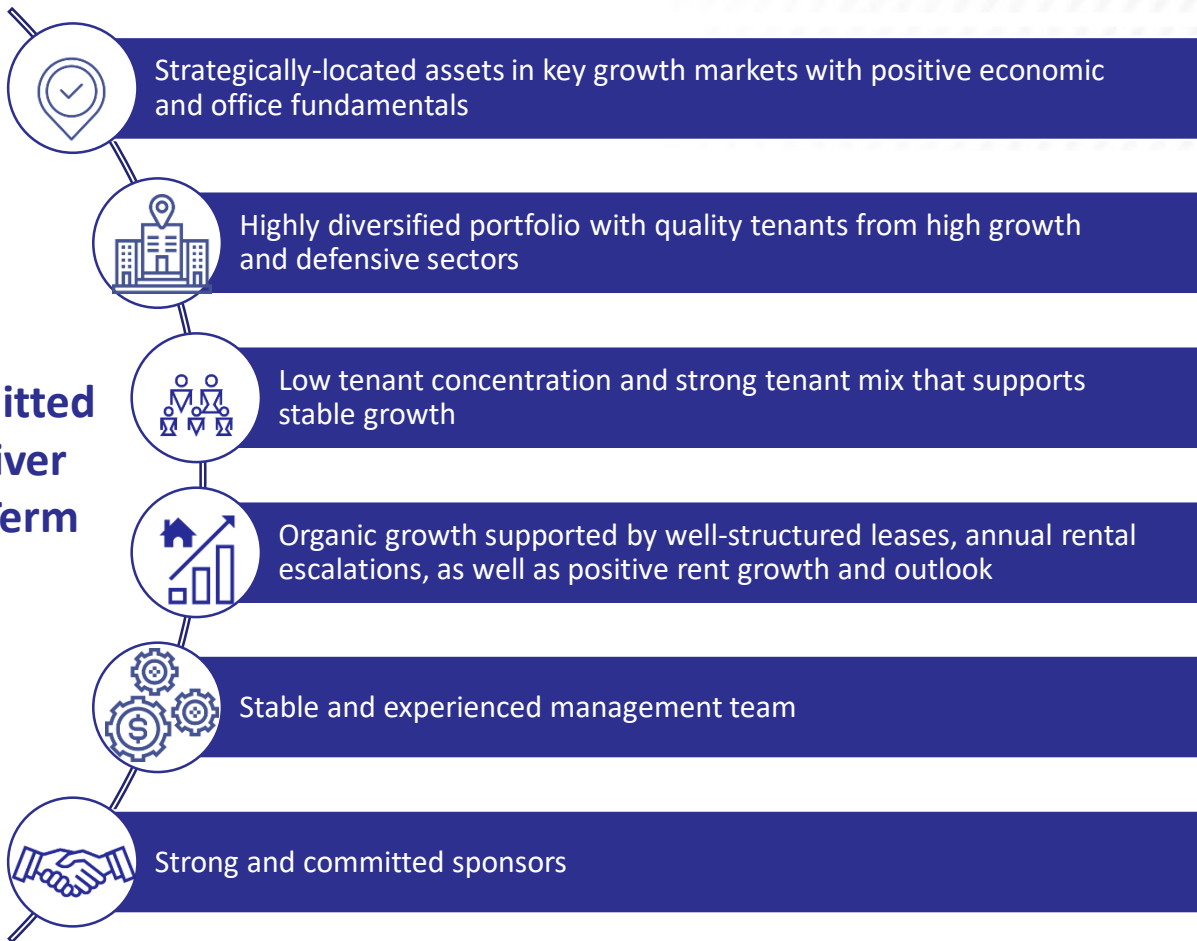 Strategically-located assets in key growth markets with positive economic
and office fundamentals
Highly diversified portfolio with quality tenants from high growth
and defensive sectors
itted
iver
erm
Low tenant concentration and strong tenant mix that supports
stable growth
Organic growth supported by well-structured leases, annual rental
escalations, as well as positive rent growth and outlook
$
Stable and experienced management team
Strong and committed sponsors